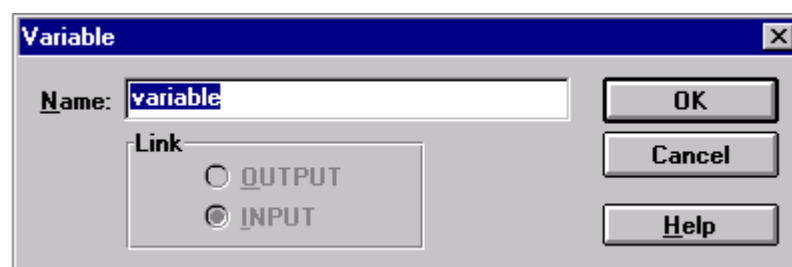 Variable
Name: variable
OK
Link
Cancel
OUTPUT
INPUT
Help